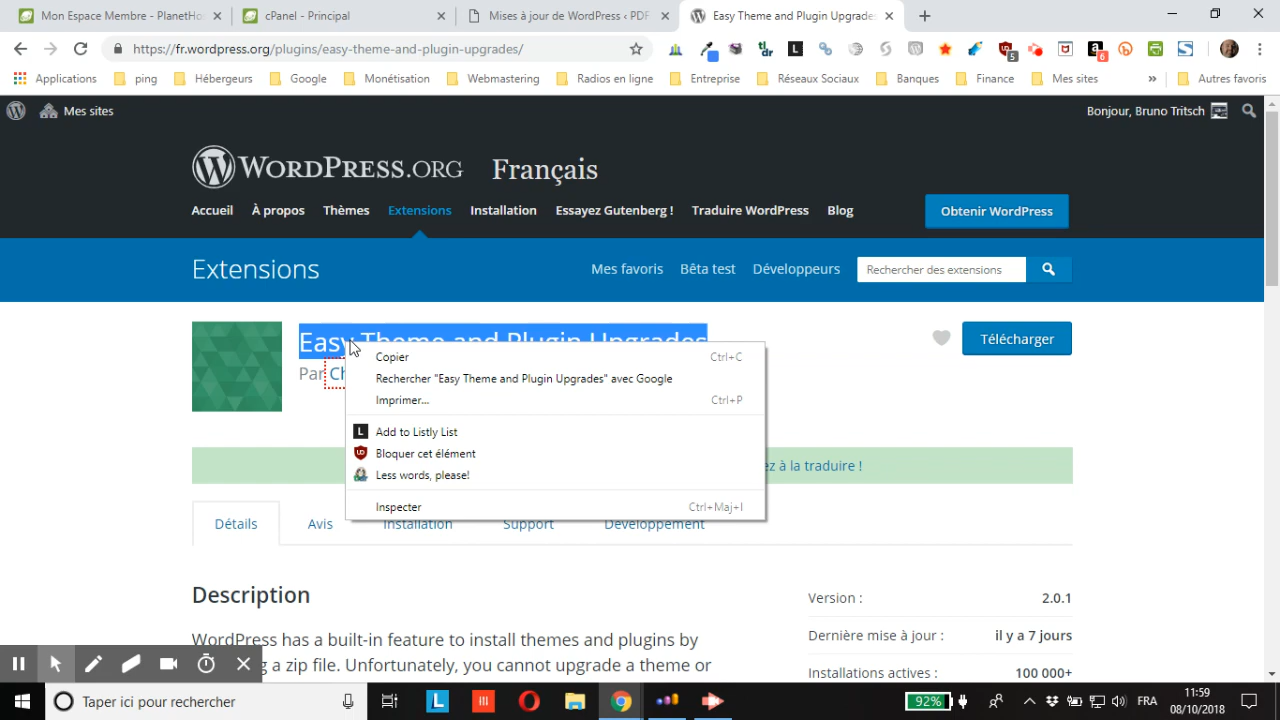 Mon Espace Membre - PlanetHo
cPanel - Principal
Mises à jour de WordPress ‹ PDF
Easy Theme and Plugin Upgrades
https://fr.wordpress.org/plugins/easy-theme-and-plugin-upgrades/
Applications ping Hébergeurs Google Monétisation Webmastering Radios en ligne Entreprise Réseaux Sociaux Banques Finance Mes sites » Autres favoris
Mes sites
Bonjour, Bruno Tritsch
WORDPRESS.ORG Français
Accueil À propos Thèmes Extensions Installation Essayez Gutenberg ! Traduire WordPress Blog Obtenir WordPress
Extensions
Mes favoris Bêta test Développeurs Rechercher des extensions
Easy Theme and Plugin Upgrades
Télécharger
Par Ch
Copier Ctrl+C
Rechercher "Easy Theme and Plugin Upgrades" avec Google
Imprimer... Ctrl+P
Add to Listly List
Bloquer cet élément
Less words, please!
Inspecter Ctrl+Maj+I
ez à la traduire !
Détails Avis Installation Support Développement
Description
WordPress has a built-in feature to install themes and plugins by
g a zip file. Unfortunately, you cannot upgrade a theme or
Version : 2.0.1
Dernière mise à jour : il y a 7 jours
Installations actives : 100 000+
Taper ici pour rechercher
92%
FRA
11:59
08/10/2018